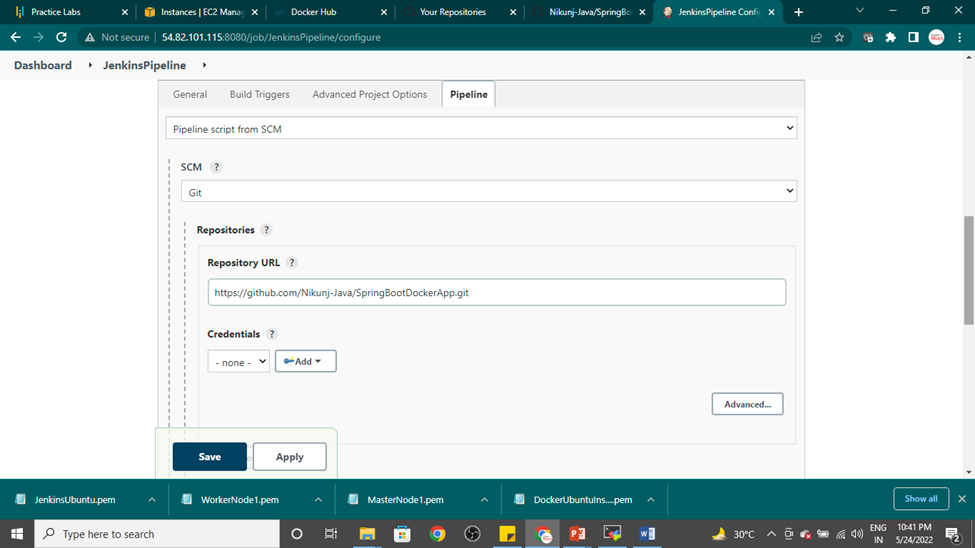 Practice Labs
Instances | EC2 Mana
Docker Hub
Your Repositories
Nikunj-Java/SpringBo
JenkinsPipeline Config
Not secure
54.82.101.115:8080/job/JenkinsPipeline/configure
Dashboard
JenkinsPipeline
General
Build Triggers
Advanced Project Options
Pipeline
Pipeline script from SCM
SCM ?
Git
Repositories ?
Repository URL ?
https://github.com/Nikunj-Java/SpringBootDockerApp.git
Credentials ?
- none -
Add
Advanced...
Save
Apply
JenkinsUbuntu.pem
WorkerNode1.pem
MasterNode1.pem
DockerUbuntuIns....pem
Show all
Type here to search
30°C
ENG
IN
10:41 PM
5/24/2022
2